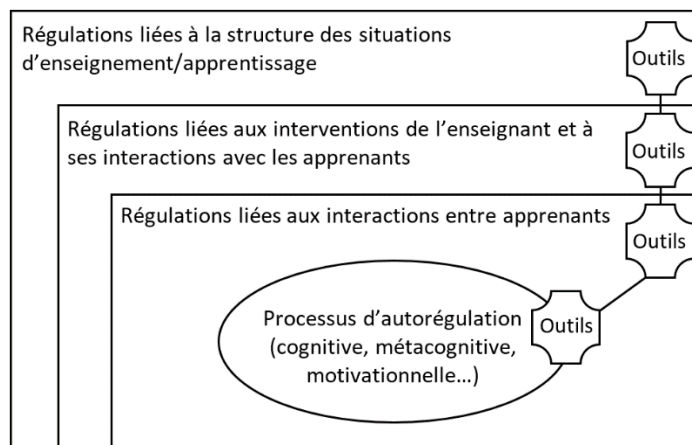 Régulations liées à la structure des situations
d’enseignement/apprentissage
Outils
Régulations liées aux interventions de l’enseignant et à
ses interactions avec les apprenants
Outils
Régulations liées aux interactions entre apprenants
Outils
Processus d’autorégulation
(cognitive, métacognitive,
motivationnelle…)
Outils